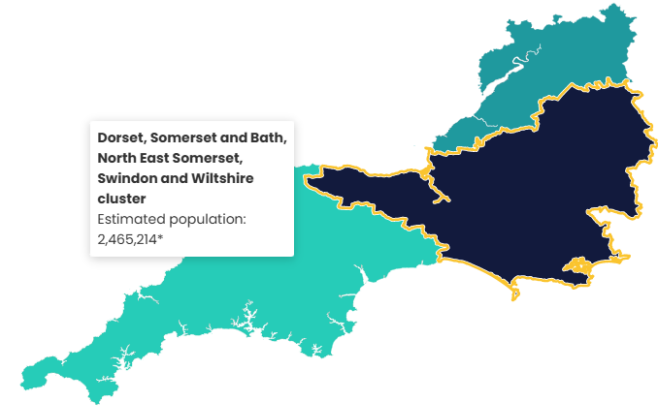 Dorset, Somerset and Bath,
North East Somerset,
Swindon and Wiltshire
cluster
Estimated population:
2,465,214*